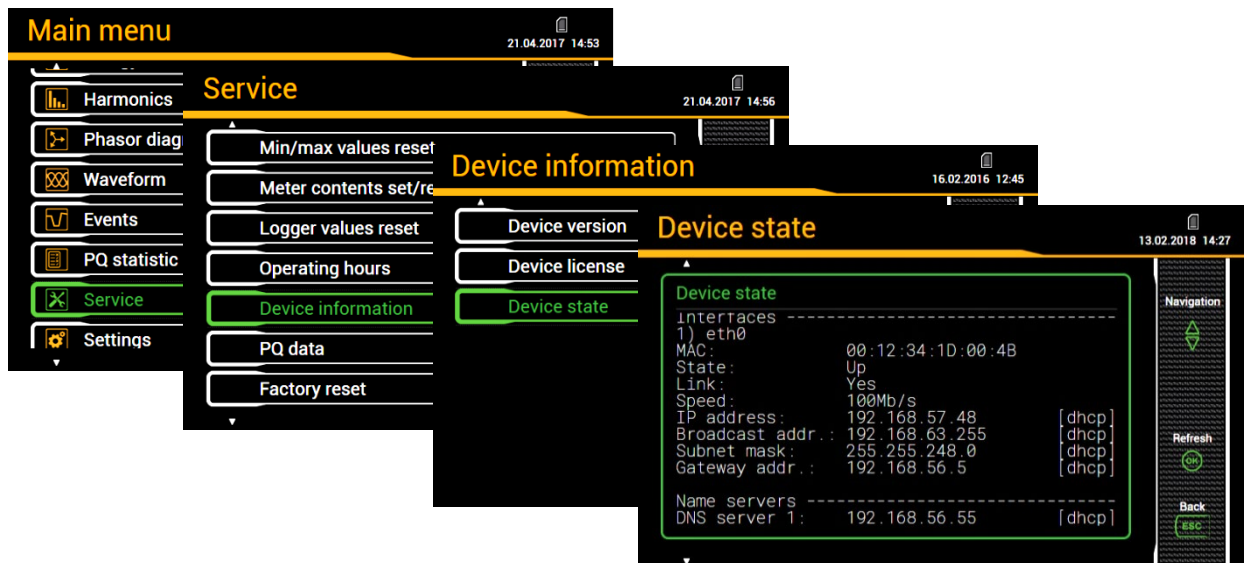 Main menu
21.04.2017 14:53
Harmonics
Phasor diag
Waveform
Events
PQ statistic
Service
Settings
Service
21.04.2017 14:56
Min/max values reset
Meter contents set/re
Logger values reset
Operating hours
Device information
PQ data
Factory reset
Device information
16.02.2016 12:45
Device version
Device license
Device state
Device state
13.02.2018 14:27
Device state
Interfaces --------------------------------
1) eth0
MAC: 00:12:34:1D:00:4B
State: Up
Link: Yes
Speed: 100Mb/s
IP address: 192.168.57.48 [dhcp]
Broadcast addr.: 192.168.63.255 [dhcp]
Subnet mask: 255.255.248.0 [dhcp]
Gateway addr.: 192.168.56.5 [dhcp]
Name servers ------------------------------
DNS server 1: 192.168.56.55 [dhcp]
Navigation
Refresh
OK
Back
ESC